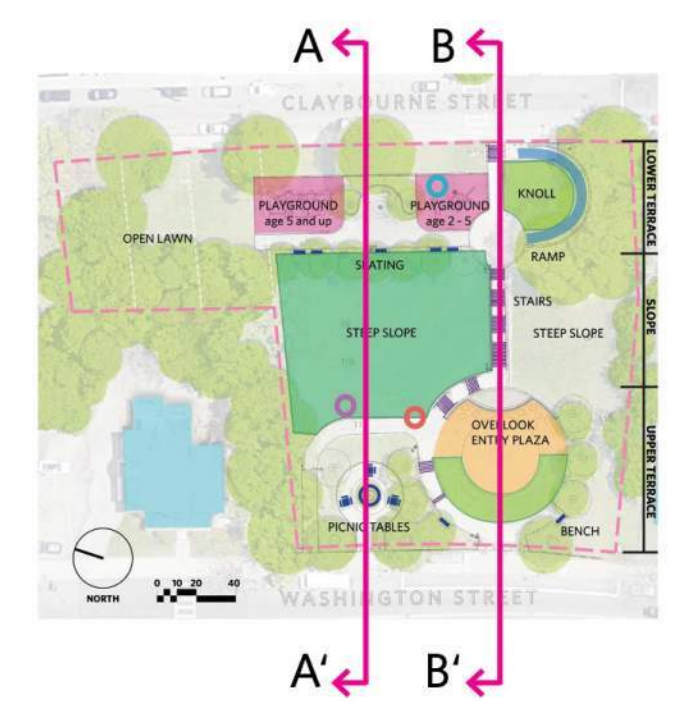 A
B
CLAYBOURNE STREET
LOWER TERRACE
PLAYGROUND
age 5 and up
PLAYGROUND
age 2 - 5
KNOLL
OPEN LAWN
SEATING
RAMP
STAIRS
SLOPE
STEEP SLOPE
STEEP SLOPE
OVERLOOK
ENTRY PLAZA
UPPER TERRACE
PICNIC TABLES
BENCH
NORTH
0 10 20 40
WASHINGTON STREET
A'
B'